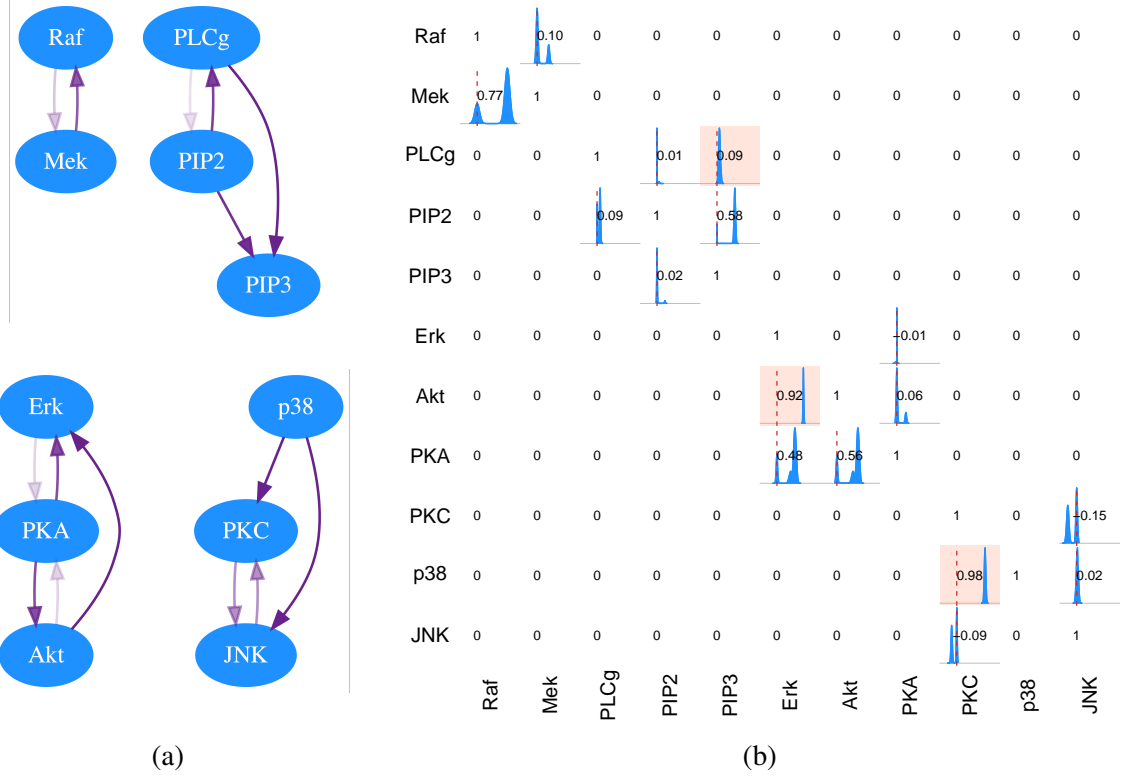 Raf PLCg
Mek PIP2
PIP3
Erk p38
PKA PKC
Akt JNK
(a)
Raf 1 0.10 0 0 0 0 0 0 0 0 0
Mek 0.77 1 0 0 0 0 0 0 0 0 0
PLCg 0 0 1 0.01 0.09 0 0 0 0 0 0
PIP2 0 0 0.09 1 0.58 0 0 0 0 0 0
PIP3 0 0 0 0.02 1 0 0 0 0 0 0
Erk 0 0 0 0 0 1 0 −0.01 0 0 0
Akt 0 0 0 0 0 0.92 1 0.06 0 0 0
PKA 0 0 0 0 0 0.48 0.56 1 0 0 0
PKC 0 0 0 0 0 0 0 0 1 0 −0.15
p38 0 0 0 0 0 0 0 0 0.98 1 0.02
JNK 0 0 0 0 0 0 0 0 −0.09 0 1
Raf Mek PLCg PIP2 PIP3 Erk Akt PKA PKC p38 JNK
(b)